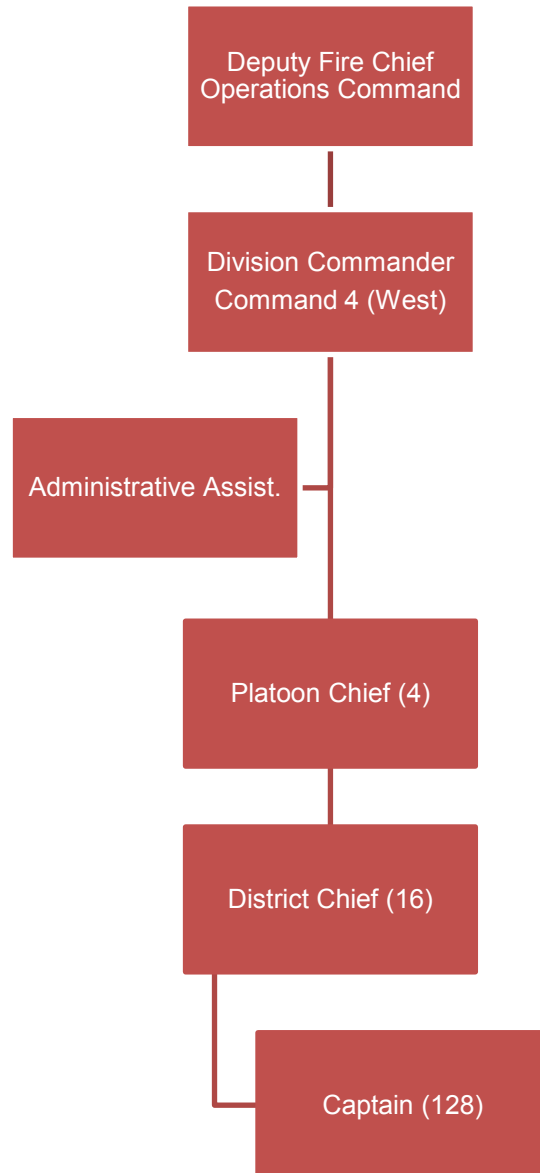 Deputy Fire Chief
Operations Command
Division Commander
Command 4 (West)
Administrative Assist.
Platoon Chief (4)
District Chief (16)
Captain (128)